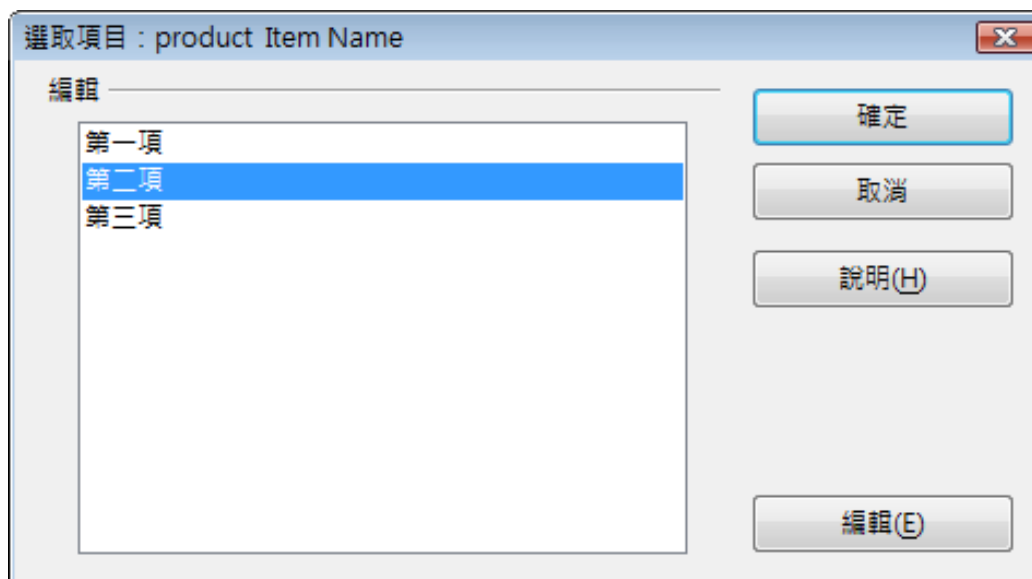 選取項目：product Item Name
編輯
第一項
第二項
第三項
確定
取消
說明(H)
編輯(E)